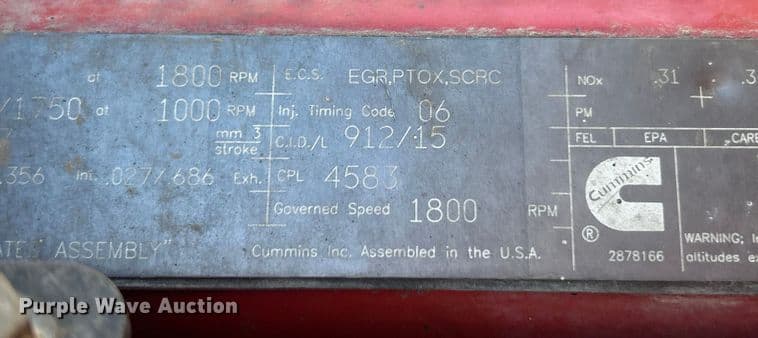 at 1800 RPM E.C.S. EGR,PTOX,SCRC NOx .31 .3
/1750 at 1000 RPM Inj. Timing Code 06 PM
mm 3 stroke C.I.D./L 912/15 FEL EPA CARB
.356 Int. .027/.686 Exh. CPL 4583 Cummins
Governed Speed 1800 RPM
ASSEMBLY" Cummins Inc. Assembled in the U.S.A. ® 2878166 WARNING;
altitudes
Purple Wave Auction